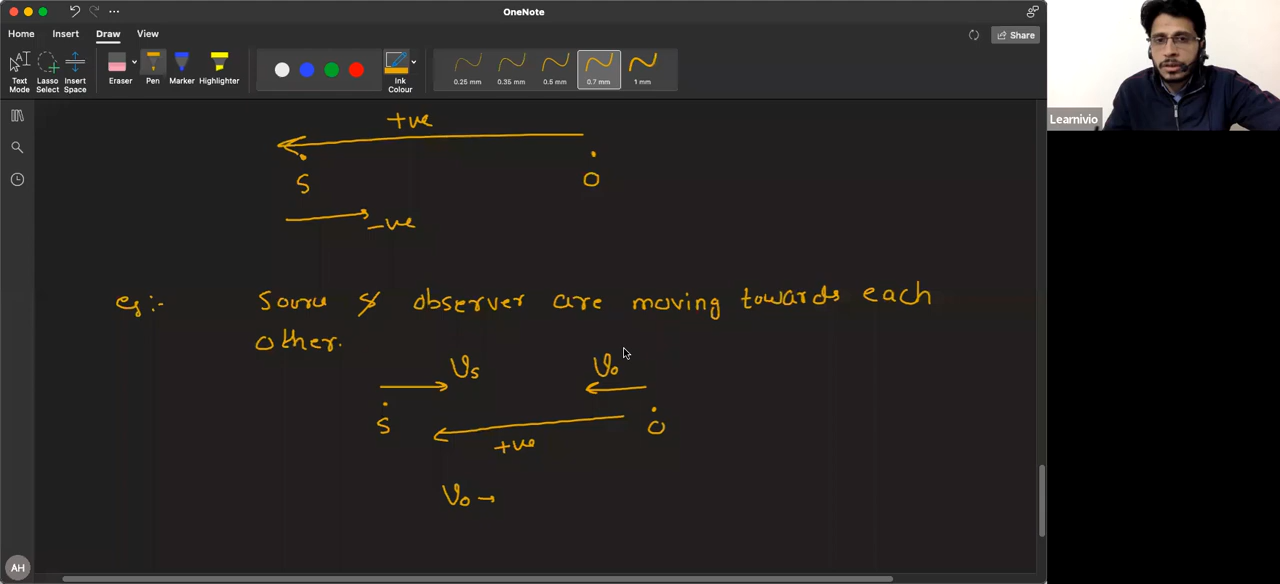 OneNote
Home Insert Draw View
Share
Text Mode Lasso Select Insert Space Eraser Pen Marker Highlighter Ink Colour 0.25 mm 0.35 mm 0.5 mm 0.7 mm 1 mm
Learnivio
+ve
S O
-ve
eg:- Source & observer are moving towards each
other.
Vs Vo
S O
+ve
Vo →
AH